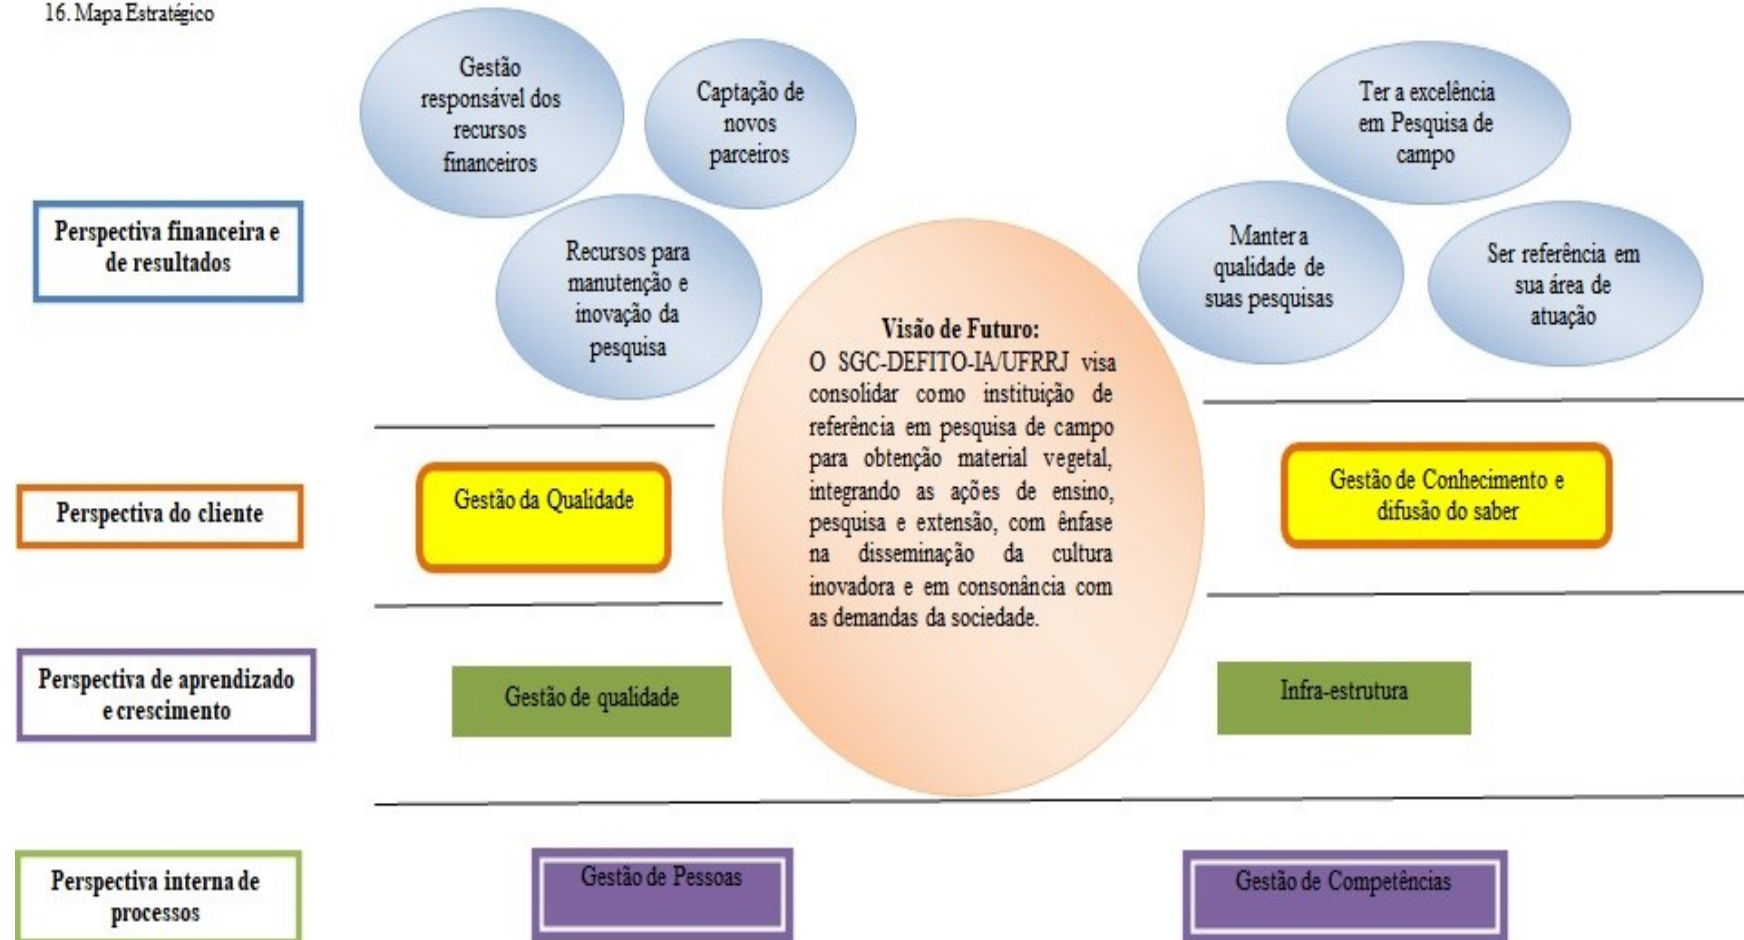 16. Mapa Estratégico
Gestão
responsável dos
recursos
financeiros
Captação de
novos
parceiros
Ter a excelência
em Pesquisa de
campo
Perspectiva financeira e
de resultados
Recursos para
manutenção e
inovação da
pesquisa
Manter a
qualidade de
suas pesquisas
Ser referência em
sua área de
atuação
Visão de Futuro:
O SGC-DEFITO-IA/UFRRJ visa
consolidar como instituição de
referência em pesquisa de campo
para obtenção material vegetal,
integrando as ações de ensino,
pesquisa e extensão, com ênfase
na disseminação da cultura
inovadora e em consonância com
as demandas da sociedade.
Perspectiva do cliente
Gestão da Qualidade
Gestão de Conhecimento e
difusão do saber
Perspectiva de aprendizado
e crescimento
Gestão de qualidade
Infra-estrutura
Perspectiva interna de
processos
Gestão de Pessoas
Gestão de Competências